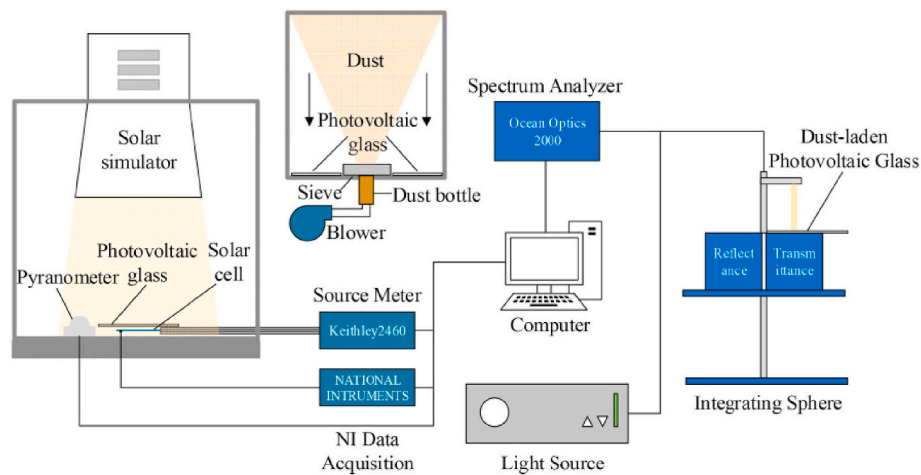 Solar
simulator
Pyranometer
Photovoltaic
glass
Solar
cell
Dust
Photovoltaic
glass
Sieve
Dust bottle
Blower
Source Meter
Keithley2460
NATIONAL
INTRUMENTS
NI Data
Acquisition
Spectrum Analyzer
Ocean Optics
2000
Computer
Light Source
Dust-laden
Photovoltaic Glass
Reflect
ance
Transm
ittance
Integrating Sphere